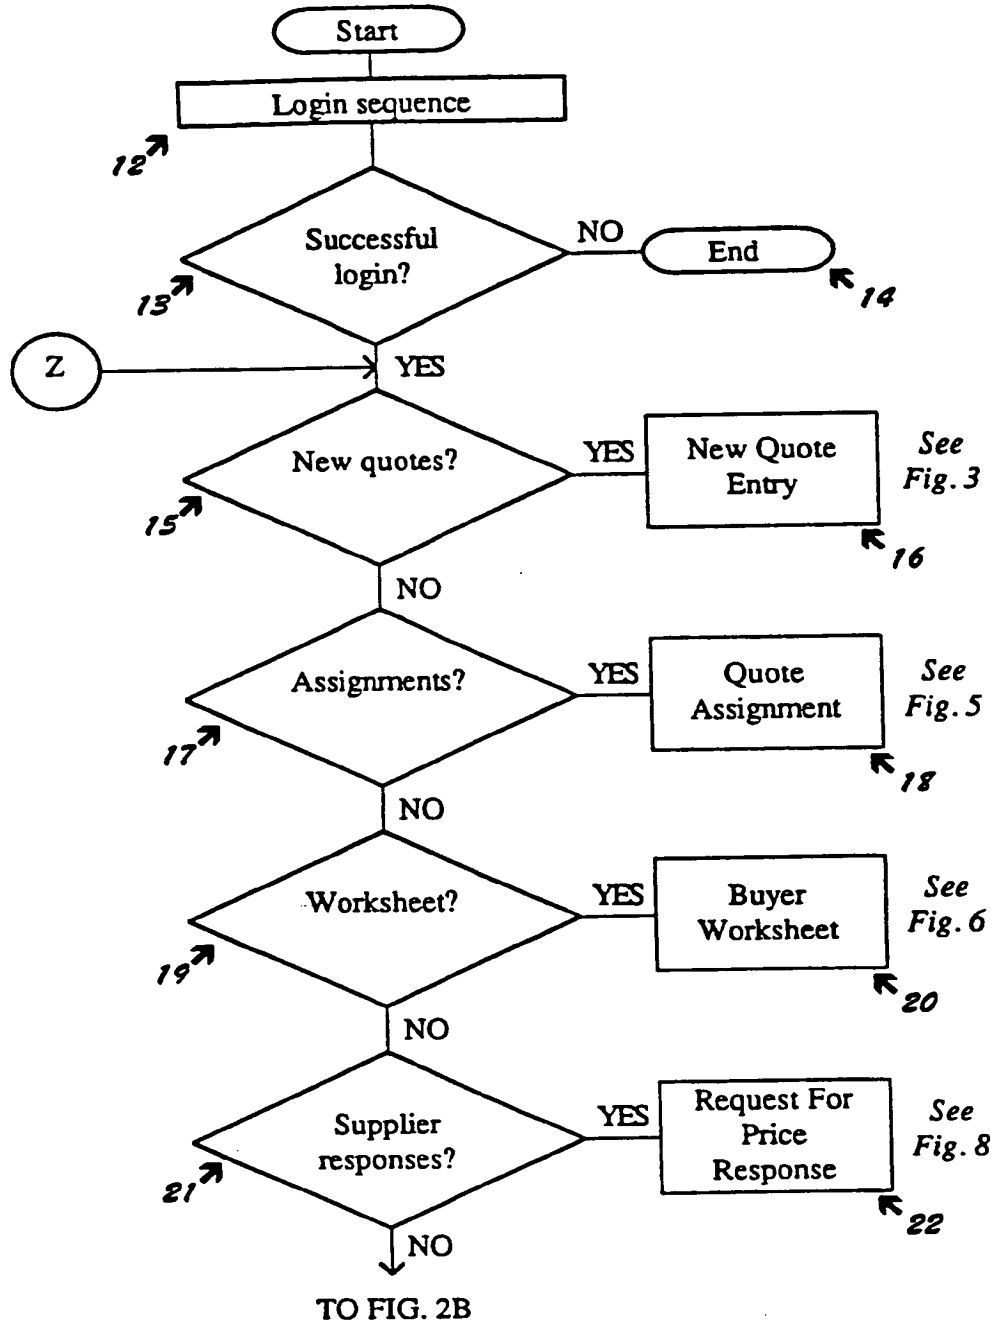 Start
Login sequence
12
Successful
login?
NO
End
13
14
Z
YES
New quotes?
YES
New Quote
Entry
See
Fig. 3
15
16
NO
Assignments?
YES
Quote
Assignment
See
Fig. 5
17
18
NO
Worksheet?
YES
Buyer
Worksheet
See
Fig. 6
19
20
NO
Supplier
responses?
YES
Request For
Price
Response
See
Fig. 8
21
22
NO
TO FIG. 2B